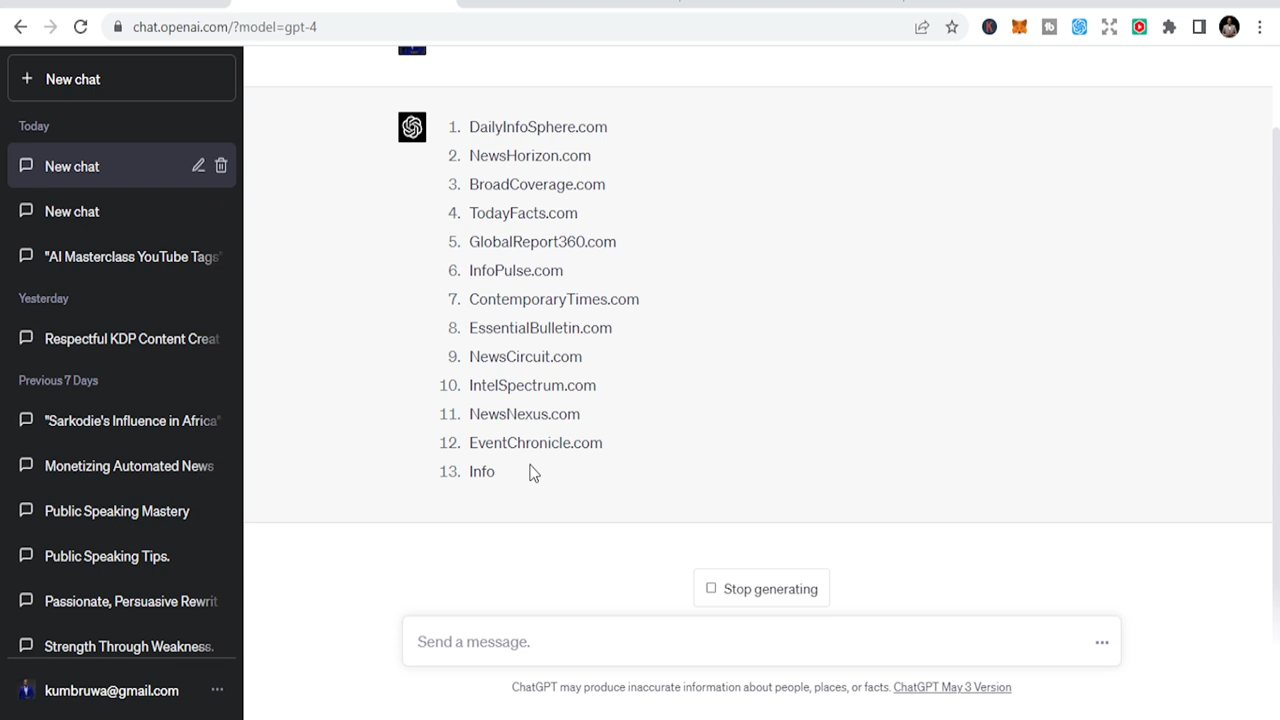 chat.openai.com/?model=gpt-4
New chat
Today
New chat
New chat
"AI Masterclass YouTube Tags"
Yesterday
Respectful KDP Content Creat
Previous 7 Days
"Sarkodie's Influence in Africa"
Monetizing Automated News
Public Speaking Mastery
Public Speaking Tips.
Passionate, Persuasive Rewrit
Strength Through Weakness.
kumbruwa@gmail.com
1. DailyInfoSphere.com
2. NewsHorizon.com
3. BroadCoverage.com
4. TodayFacts.com
5. GlobalReport360.com
6. InfoPulse.com
7. ContemporaryTimes.com
8. EssentialBulletin.com
9. NewsCircuit.com
10. IntelSpectrum.com
11. NewsNexus.com
12. EventChronicle.com
13. Info
Stop generating
Send a message.
ChatGPT may produce inaccurate information about people, places, or facts. ChatGPT May 3 Version